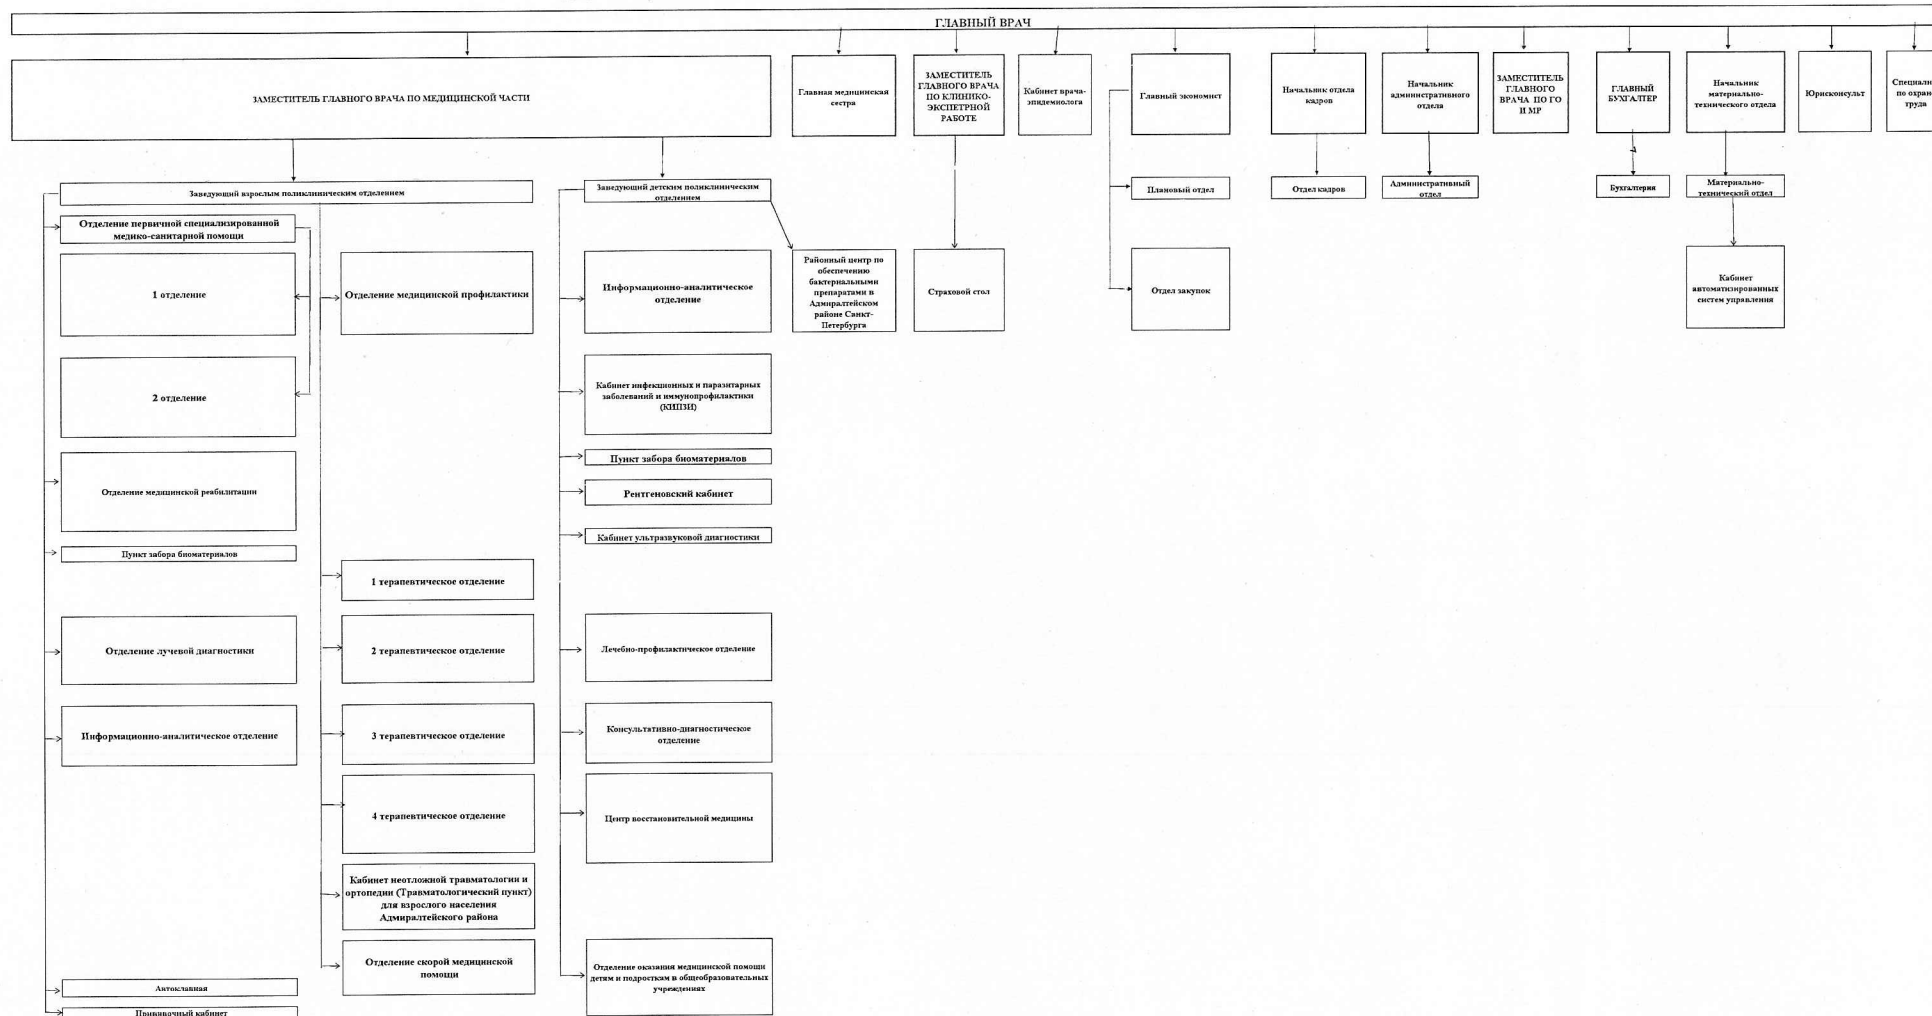 ГЛАВНЫЙ ВРАЧ
ЗАМЕСТИТЕЛЬ ГЛАВНОГО ВРАЧА ПО МЕДИЦИНСКОЙ ЧАСТИ
Главная медицинская
сестра
ЗАМЕСТИТЕЛЬ
ГЛАВНОГО ВРАЧА
ПО КЛИНИКО-
ЭКСПЕТРНОЙ
РАБОТЕ
Кабинет врача-
эпидемиолога
Главный экономист
Начальник отдела
кадров
Начальник
административного
отдела
ЗАМЕСТИТЕЛЬ
ГЛАВНОГО
ВРАЧА ПО ГО
И МР
ГЛАВНЫЙ
БУХГАЛТЕР
Начальник
материально-
технического отдела
Юрисконсульт
по
труда
Заведующий взрослым поликлиническим отделением
Заведующий детским поликлиническим
отделением
Плановый отдел
Отдел кадров
Административный
отдел
Бухгалтерия
Материально-
технический отдел
Отделение первичной специализированной
медико-санитарной помощи
1 отделение
Отделение медицинской профилактики
Информационно-аналитическое
отделение
Районный центр по
обеспечению
бактериальными
препаратами в
Адмиралтейском
районе Санкт-
Петербурга
Страховой стол
Отдел закупок
Кабинет
автоматизированных
систем управления
2 отделение
Кабинет инфекционных и паразитарных
заболеваний и иммунопрофилактики
(КИПЗИ)
Пункт забора биоматериалов
Отделение медицинской реабилитации
Рентгеновский кабинет
Кабинет ультразвуковой диагностики
Пункт забора биоматериалов
1 терапевтическое отделение
Отделение лучевой диагностики
2 терапевтическое отделение
Лечебно-профилактическое отделение
Информационно-аналитическое отделение
3 терапевтическое отделение
Консультативно-диагностическое
отделение
4 терапевтическое отделение
Центр восстановительной медицины
Кабинет неотложной травматологии и
ортопедии (Травматологический пункт)
для взрослого населения
Адмиралтейского района
Отделение скорой медицинской
помощи
Отделение оказания медицинской помощи
детям и подросткам в общеобразовательных
учреждениях
Автоклавная
Прививочный кабинет